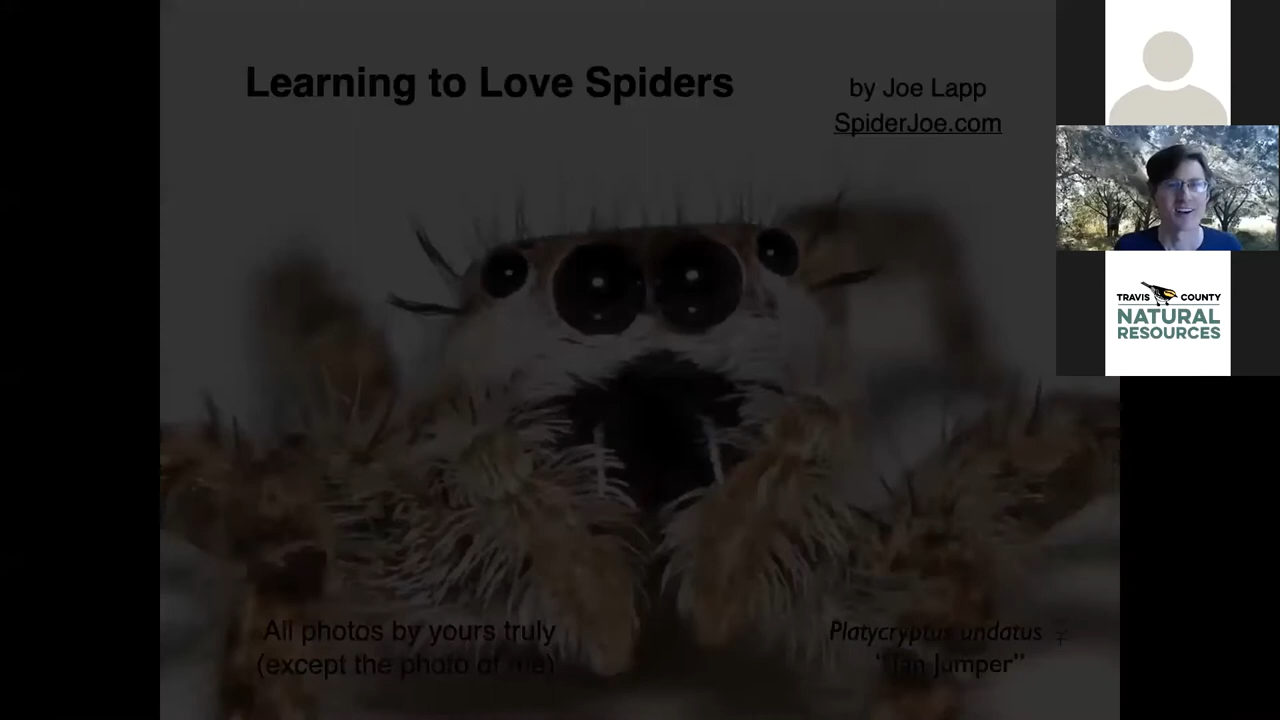 Learning to Love Spiders
by Joe Lapp
SpiderJoe.com
TRAVIS COUNTY
NATURAL
RESOURCES
All photos by yours truly
(except the photo of me)
Platycryptus undatus ♀
"Tan Jumper"